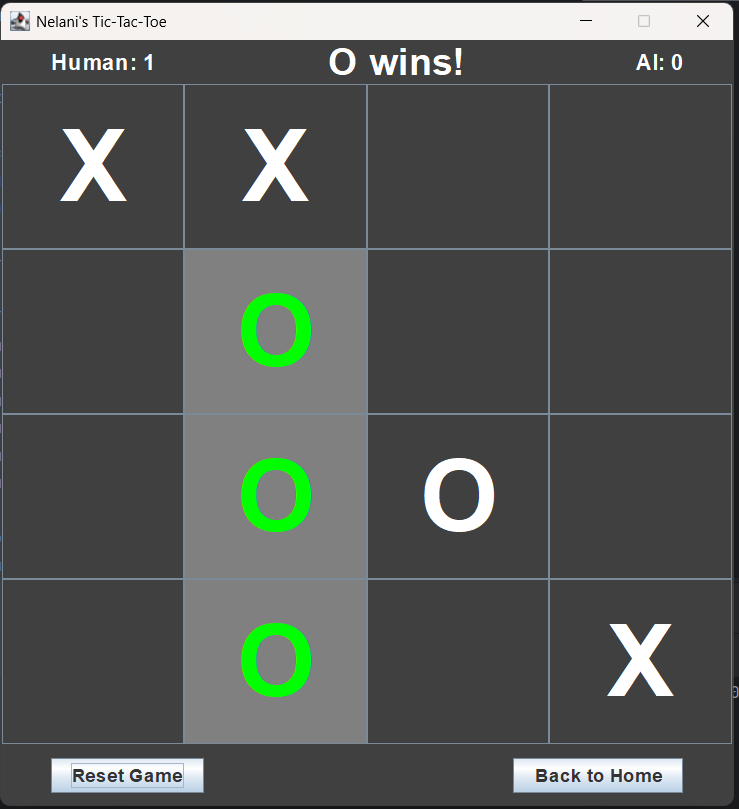 Nelani's Tic-Tac-Toe
Human: 1 O wins! AI: 0
X X
O
O O
O X
Reset Game Back to Home